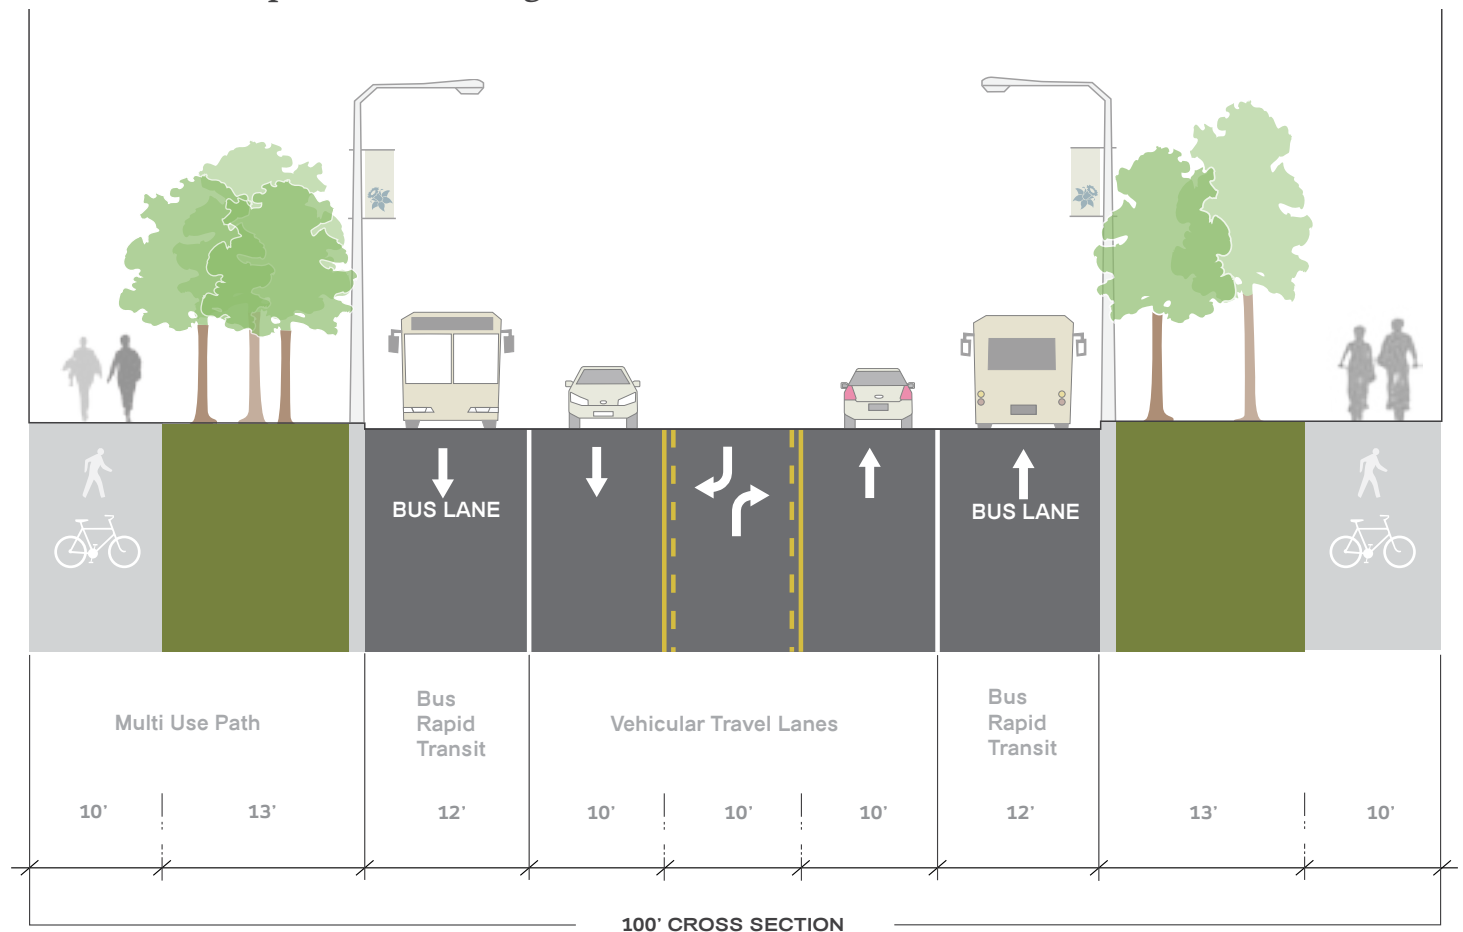 BUS LANE
BUS LANE
Multi Use Path
Bus
Rapid
Transit
Vehicular Travel Lanes
Bus
Rapid
Transit
10’ 13’ 12’ 10’ 10’ 10’ 12’ 13’ 10’
100’ CROSS SECTION